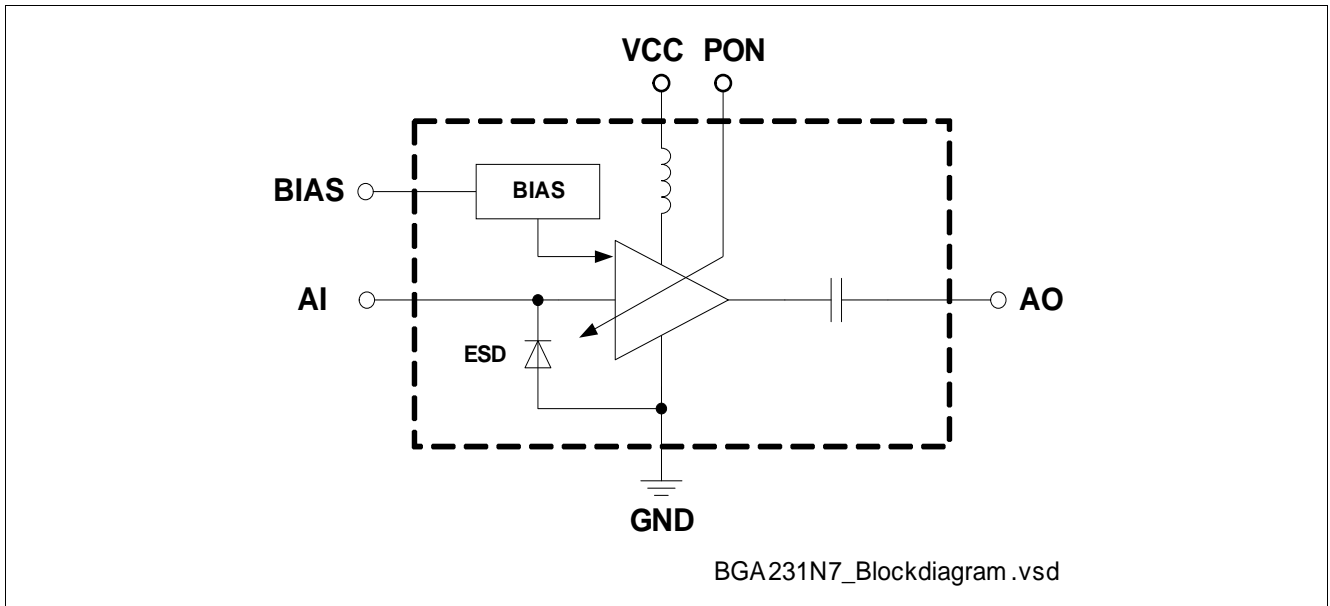 VCC PON
BIAS
BIAS
AI
AO
ESD
GND
BGA231N7_Blockdiagram.vsd